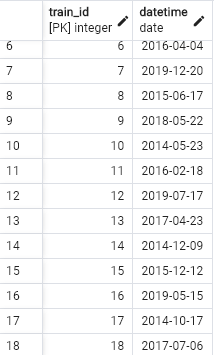 train_id datetime
[PK] integer date
6 6 2016-04-04
7 7 2019-12-20
8 8 2015-06-17
9 9 2018-05-22
10 10 2014-05-23
11 11 2016-02-18
12 12 2019-07-17
13 13 2017-04-23
14 14 2014-12-09
15 15 2015-12-12
16 16 2019-05-15
17 17 2014-10-17
18 18 2017-07-06